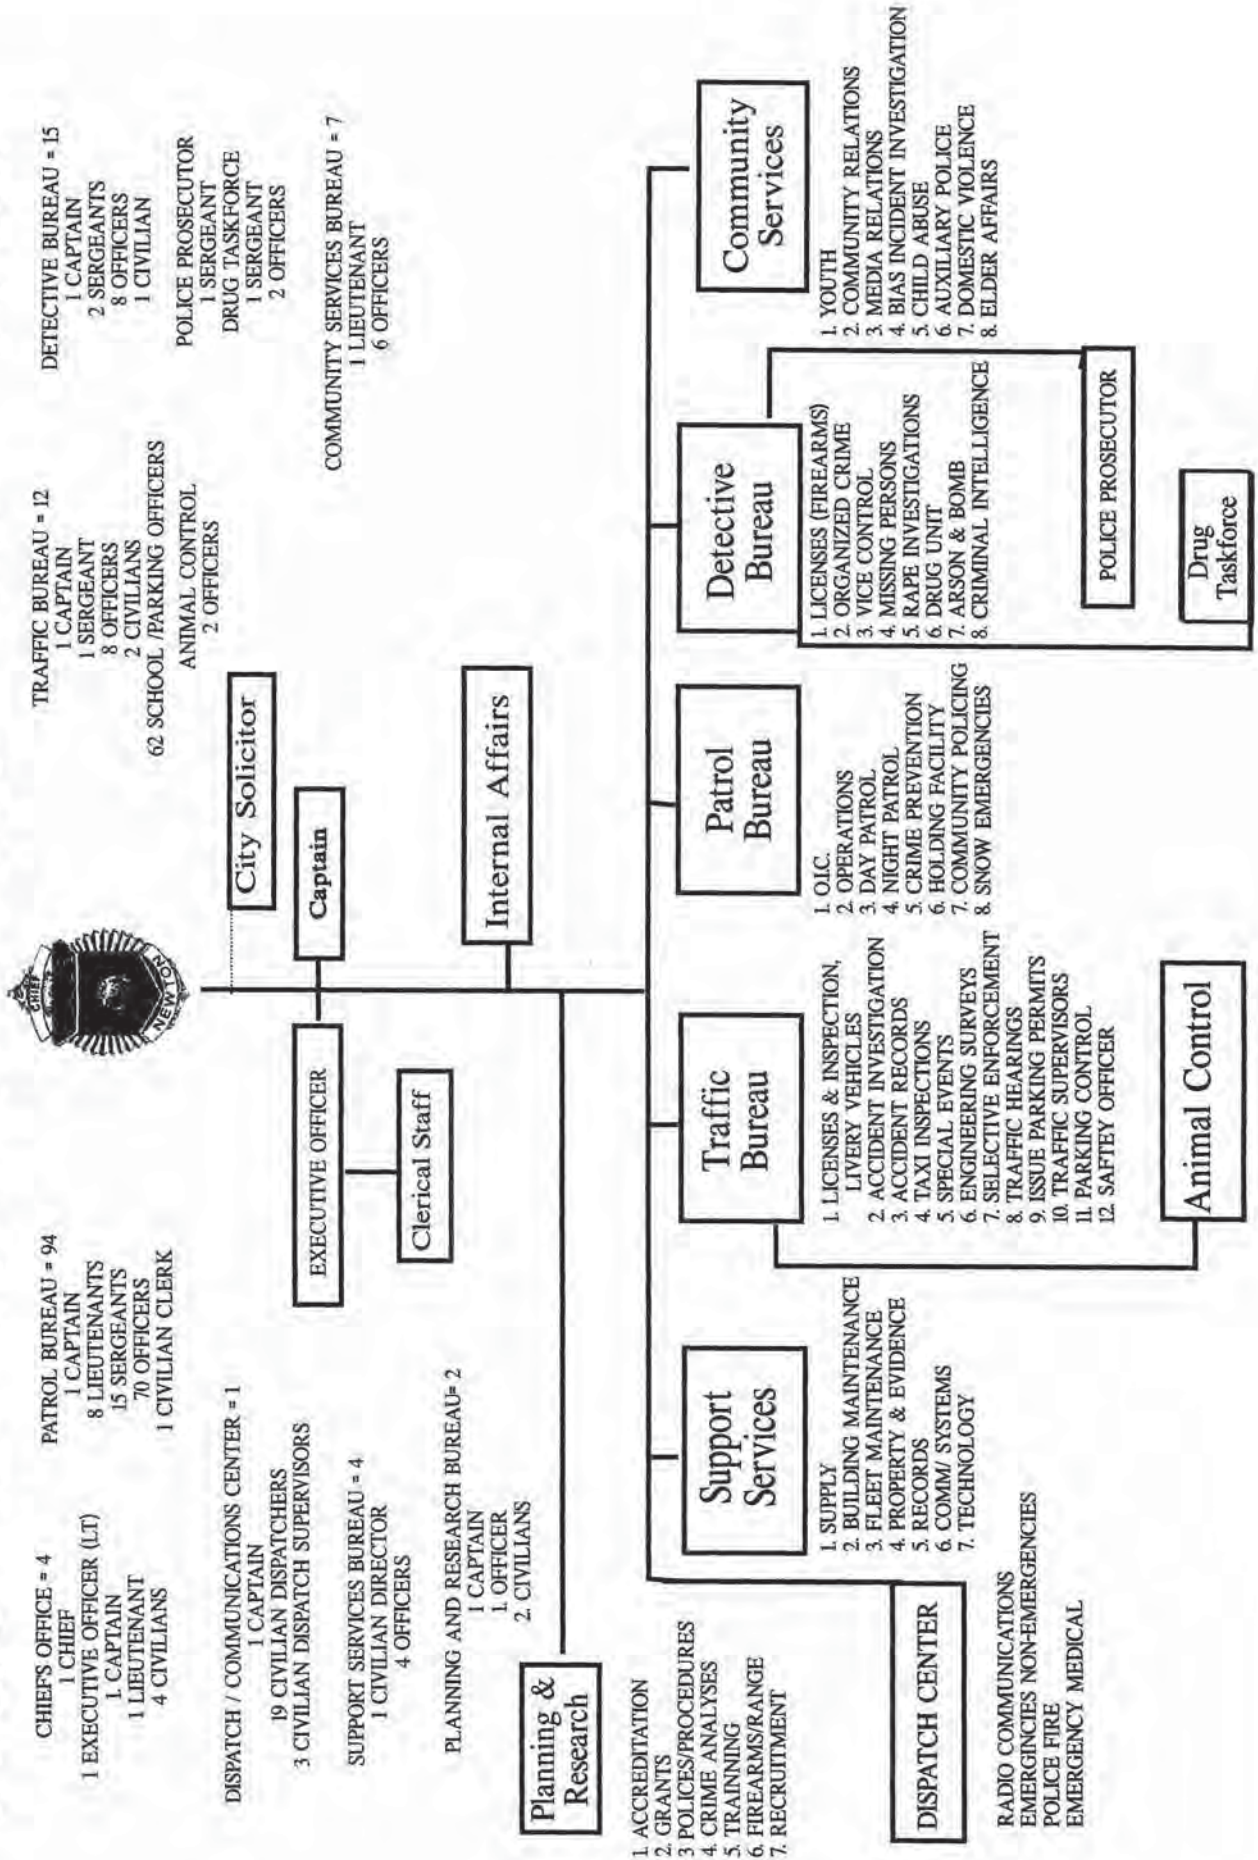 CHIEF
NEWTON
CHIEF'S OFFICE = 4
1 CHIEF
1 EXECUTIVE OFFICER (LT)
1. CAPTAIN
1 LIEUTENANT
4 CIVILIANS
PATROL BUREAU = 94
1 CAPTAIN
8 LIEUTENANTS
15 SERGEANTS
70 OFFICERS
1 CIVILIAN CLERK
TRAFFIC BUREAU = 12
1 CAPTAIN
1 SERGEANT
8 OFFICERS
2 CIVILIANS
62 SCHOOL /PARKING OFFICERS
ANIMAL CONTROL
2 OFFICERS
DETECTIVE BUREAU = 15
1 CAPTAIN
2 SERGEANTS
8 OFFICERS
1 CIVILIAN
POLICE PROSECUTOR
1 SERGEANT
DRUG TASKFORCE
1 SERGEANT
2 OFFICERS
DISPATCH / COMMUNICATIONS CENTER = 1
1 CAPTAIN
19 CIVILIAN DISPATCHERS
3 CIVILIAN DISPATCH SUPERVISORS
SUPPORT SERVICES BUREAU = 4
1 CIVILIAN DIRECTOR
4 OFFICERS
PLANNING AND RESEARCH BUREAU= 2
1 CAPTAIN
1. OFFICER
2. CIVILIANS
COMMUNITY SERVICES BUREAU = 7
1 LIEUTENANT
6 OFFICERS
City Solicitor
EXECUTIVE OFFICER
Captain
Clerical Staff
Internal Affairs
Planning &
Research
1. ACCREDITATION
2. GRANTS
3 POLICES/PROCEDURES
4. CRIME ANALYSES
5. TRAINNING
6. FIREARMS/RANGE
7. RECRUITMENT
Support
Services
1. SUPPLY
2. BUILDING MAINTENANCE
3. FLEET MAINTENANCE
4. PROPERTY & EVIDENCE
5. RECORDS
6. COMM/ SYSTEMS
7. TECHNOLOGY
Traffic
Bureau
1. LICENSES & INSPECTION,
LIVERY VEHICLES
2. ACCIDENT INVESTIGATION
3. ACCIDENT RECORDS
4. TAXI INSPECTIONS
5. SPECIAL EVENTS
6. ENGINEERING SURVEYS
7. SELECTIVE ENFORCEMENT
8. TRAFFIC HEARINGS
9. ISSUE PARKING PERMITS
10. TRAFFIC SUPERVISORS
11. PARKING CONTROL
12. SAFTEY OFFICER
Patrol
Bureau
1. O.I.C.
2. OPERATIONS
3. DAY PATROL
4. NIGHT PATROL
5. CRIME PREVENTION
6. HOLDING FACILITY
7. COMMUNITY POLICING
8. SNOW EMERGENCIES
Detective
Bureau
1. LICENSES (FIREARMS)
2. ORGANIZED CRIME
3. VICE CONTROL
4. MISSING PERSONS
5. RAPE INVESTIGATIONS
6. DRUG UNIT
7. ARSON & BOMB
8. CRIMINAL INTELLIGENCE
Community
Services
1. YOUTH
2. COMMUNITY RELATIONS
3. MEDIA RELATIONS
4. BIAS INCIDENT INVESTIGATION
5. CHILD ABUSE
6. AUXILIARY POLICE
7. DOMESTIC VIOLENCE
8. ELDER AFFAIRS
DISPATCH CENTER
RADIO COMMUNICATIONS
EMERGENCIES NON-EMERGENCIES
POLICE FIRE
EMERGENCY MEDICAL
Animal Control
POLICE PROSECUTOR
Drug
Taskforce